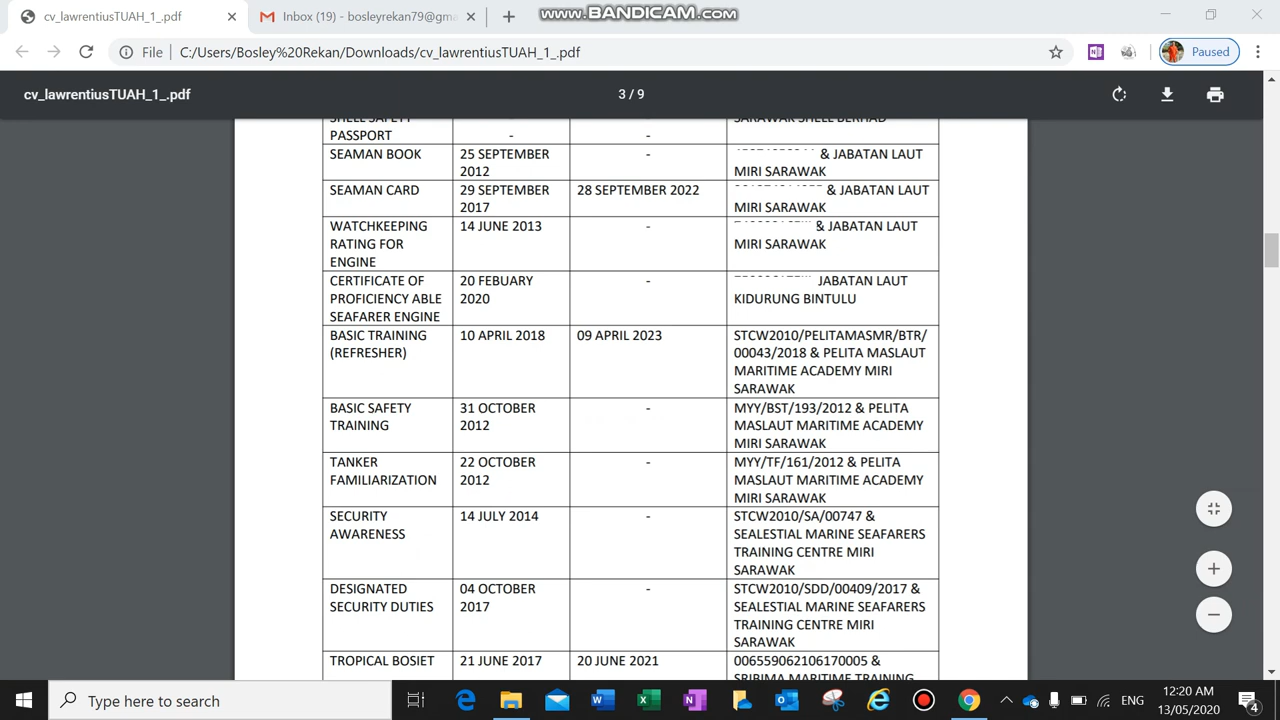 cv_lawrentiusTUAH_1_.pdf
Inbox (19) - bosleyrekan79@gma
www.BANDICAM.com
File
C:/Users/Bosley%20Rekan/Downloads/cv_lawrentiusTUAH_1_.pdf
Paused
cv_lawrentiusTUAH_1_.pdf
3 / 9
SHELL SAFETY
PASSPORT
-
-
SARAWAK SHELL BERHAD
SEAMAN BOOK
25 SEPTEMBER
2012
-
& JABATAN LAUT
MIRI SARAWAK
SEAMAN CARD
29 SEPTEMBER
2017
28 SEPTEMBER 2022
& JABATAN LAUT
MIRI SARAWAK
WATCHKEEPING
RATING FOR
ENGINE
14 JUNE 2013
-
& JABATAN LAUT
MIRI SARAWAK
CERTIFICATE OF
PROFICIENCY ABLE
SEAFARER ENGINE
20 FEBUARY
2020
-
JABATAN LAUT
KIDURUNG BINTULU
BASIC TRAINING
(REFRESHER)
10 APRIL 2018
09 APRIL 2023
STCW2010/PELITAMASMR/BTR/
00043/2018 & PELITA MASLAUT
MARITIME ACADEMY MIRI
SARAWAK
BASIC SAFETY
TRAINING
31 OCTOBER
2012
-
MYY/BST/193/2012 & PELITA
MASLAUT MARITIME ACADEMY
MIRI SARAWAK
TANKER
FAMILIARIZATION
22 OCTOBER
2012
-
MYY/TF/161/2012 & PELITA
MASLAUT MARITIME ACADEMY
MIRI SARAWAK
SECURITY
AWARENESS
14 JULY 2014
-
STCW2010/SA/00747 &
SEALESTIAL MARINE SEAFARERS
TRAINING CENTRE MIRI
SARAWAK
DESIGNATED
SECURITY DUTIES
04 OCTOBER
2017
-
STCW2010/SDD/00409/2017 &
SEALESTIAL MARINE SEAFARERS
TRAINING CENTRE MIRI
SARAWAK
TROPICAL BOSIET
21 JUNE 2017
20 JUNE 2021
006559062106170005 &
SRIBIMA MARITIME TRAINING
Type here to search
ENG
12:20 AM
13/05/2020
4